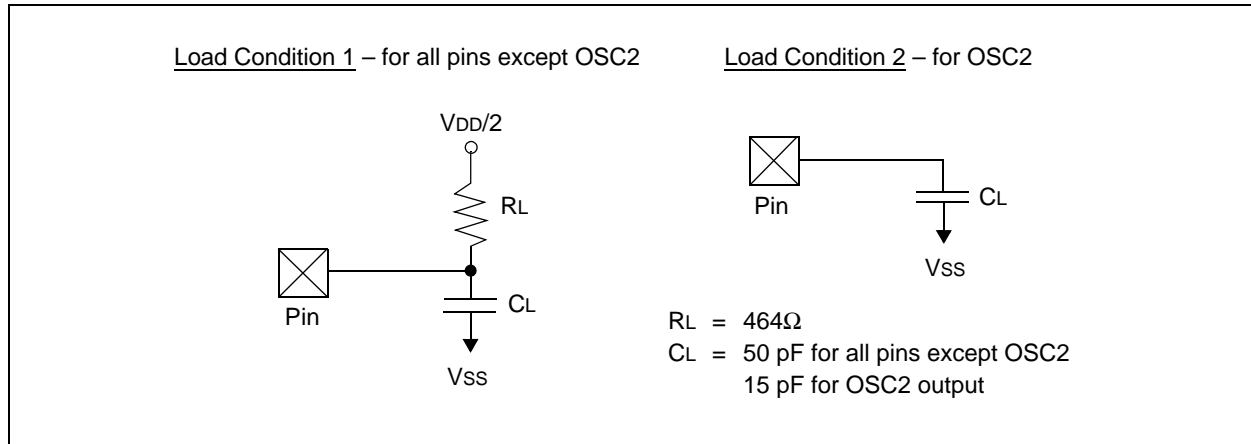 Load Condition 1 – for all pins except OSC2
VDD/2
RL
Pin
CL
VSS
Load Condition 2 – for OSC2
Pin
CL
VSS
RL = 464Ω
CL = 50 pF for all pins except OSC2
15 pF for OSC2 output